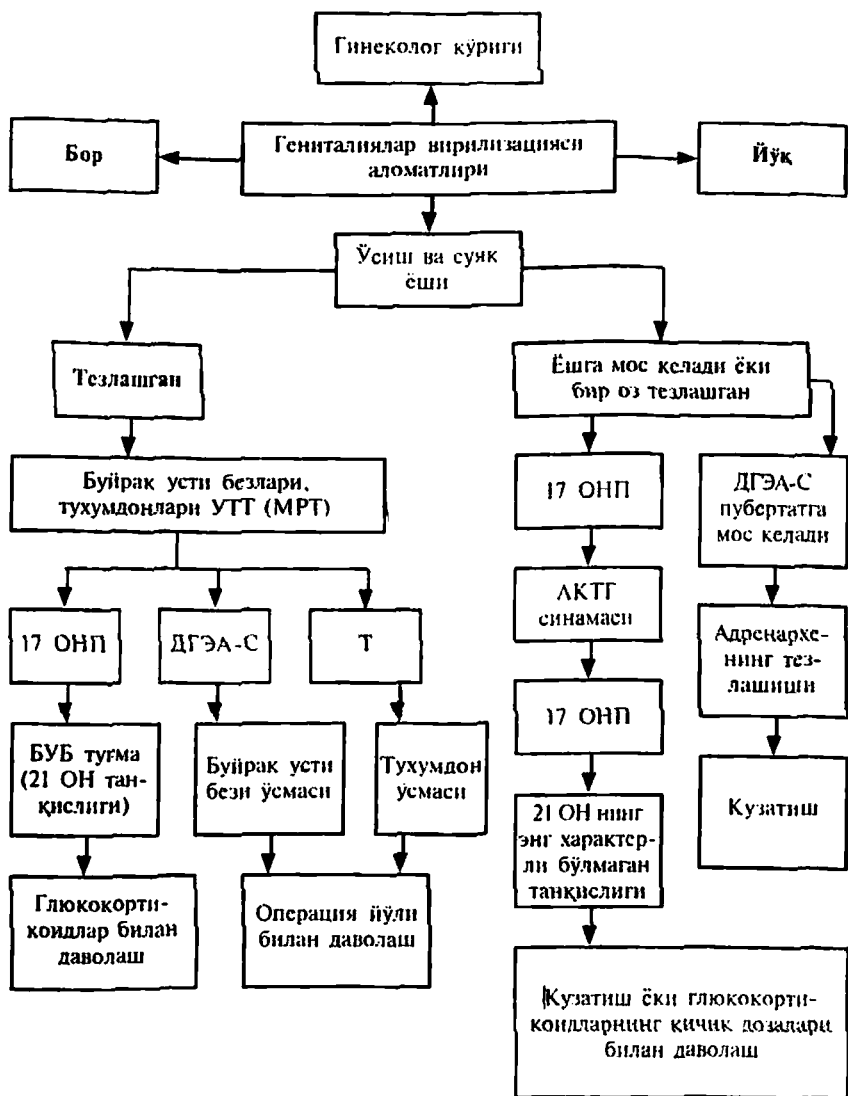 Гинеколог кўриги
Бор
Гениталиялар вирилизацияси
аломатлири
Йўқ
Ўсиш ва суяк
ёши
Тезлашган
Ёшга мос келади ёки
бир оз тезлашган
Буйрак усти безлари,
тухумдонлари УТТ (МРТ)
17 ОНП
ДГЭА-С
Т
17 ОНП
ДГЭА-С
пубертатга
мос келади
АКТГ
синамаси
Адренархе-
нинг тез-
лашиши
17 ОНП
БУБ туғма
(21 ОН тан-
қислиги)
Буйрак усти
бези ўсмаси
Тухумдон
ўсмаси
21 ОН нинг
энг характер-
ли бўлмаган
танқислиги
Кузатиш
Глюкокорти-
коидлар билан
даволаш
Операция йўли
билан даволаш
Кузатиш ёки глюкокорти-
коидларнинг кичик дозалари
билан даволаш